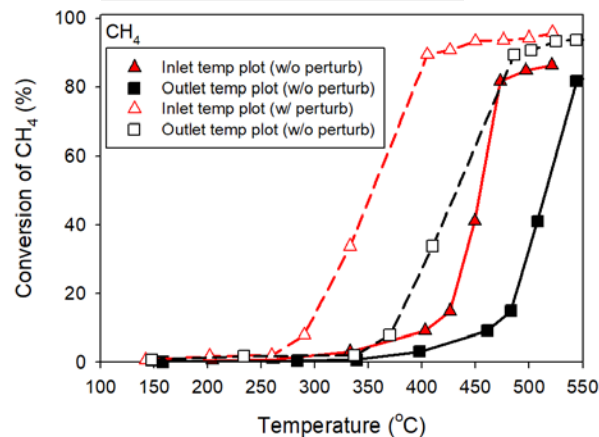 CH4
Inlet temp plot (w/o perturb)
Outlet temp plot (w/o perturb)
Inlet temp plot (w/ perturb)
Outlet temp plot (w/o perturb)
Conversion of CH4 (%)
100
80
60
40
20
0
100 150 200 250 300 350 400 450 500 550
Temperature (°C)